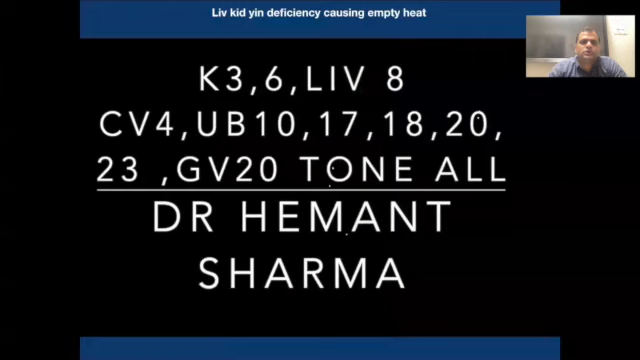 Liv kid yin deficiency causing empty heat
K3,6,LIV 8
CV4,UB10,17,18,20,
23 ,GV20 TONE ALL
DR HEMANT
SHARMA